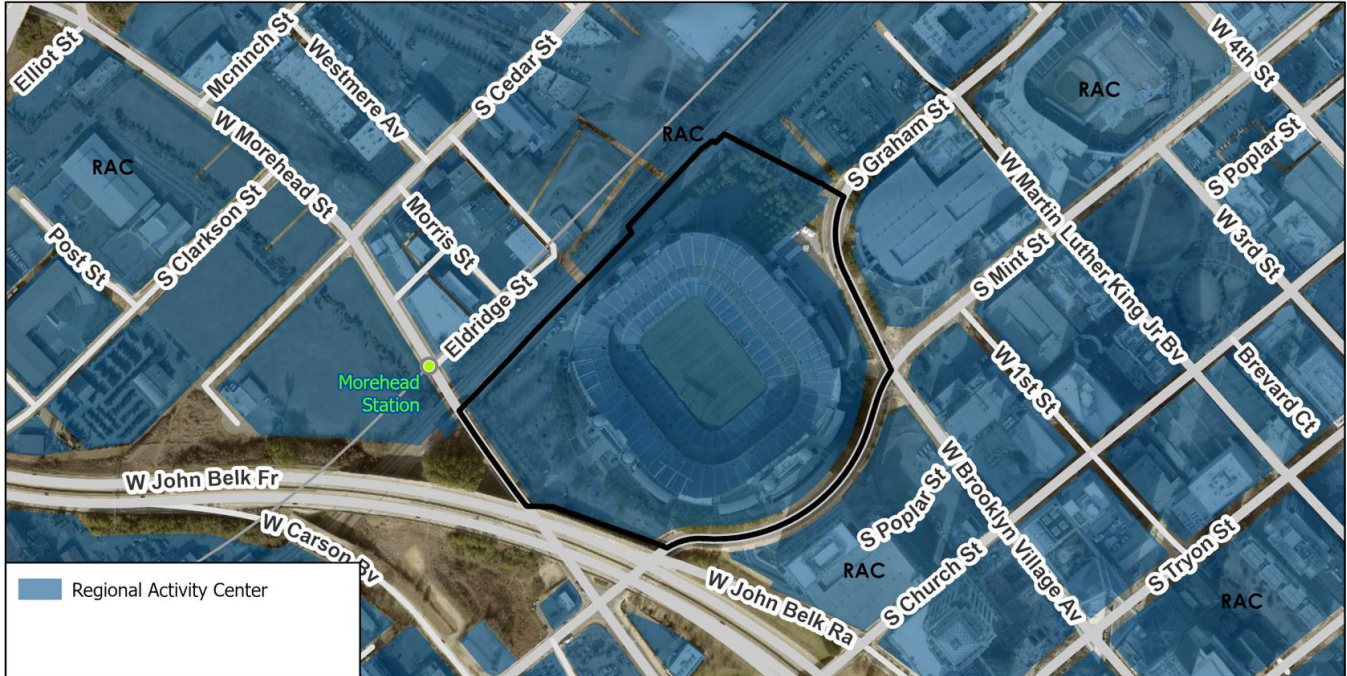 Elliot St
Mcninch St
Westmere Av
S Cedar St
W Morehead St
RAC
RAC
RAC
S Graham St
W 4th St
S Poplar St
W Martin Luther King Jr Bv
W 3rd St
S Clarkson St
Post St
Morris St
Eldridge St
S Mint St
Morehead
Station
W 1st St
Brevard Ct
W John Belk Fr
W Carson Bv
W Brooklyn Village Av
S Poplar St
S Church St
S Tryon St
RAC
RAC
W John Belk Ra
Regional Activity Center